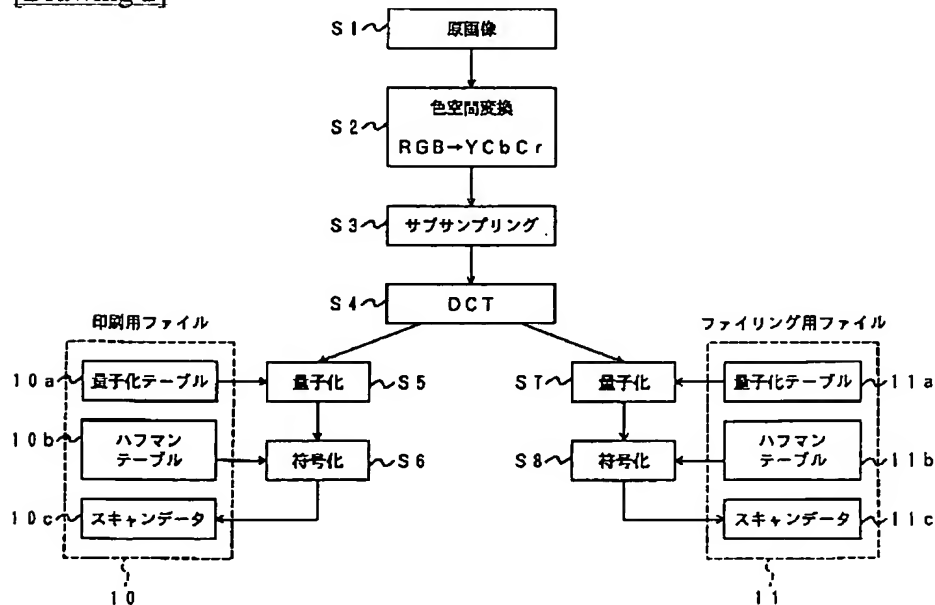 S1 原画像
S2 色空間変換
RGB→YCbCr
S3 サブサンプリング
S4 DCT
印刷用ファイル
ファイリング用ファイル
10a 量子化テーブル 量子化 S5 S7 量子化 量子化テーブル 11a
10b ハフマン
テーブル
符号化 S6 S8 符号化 ハフマン
テーブル 11b
10c スキャンデータ スキャンデータ 11c
10 11